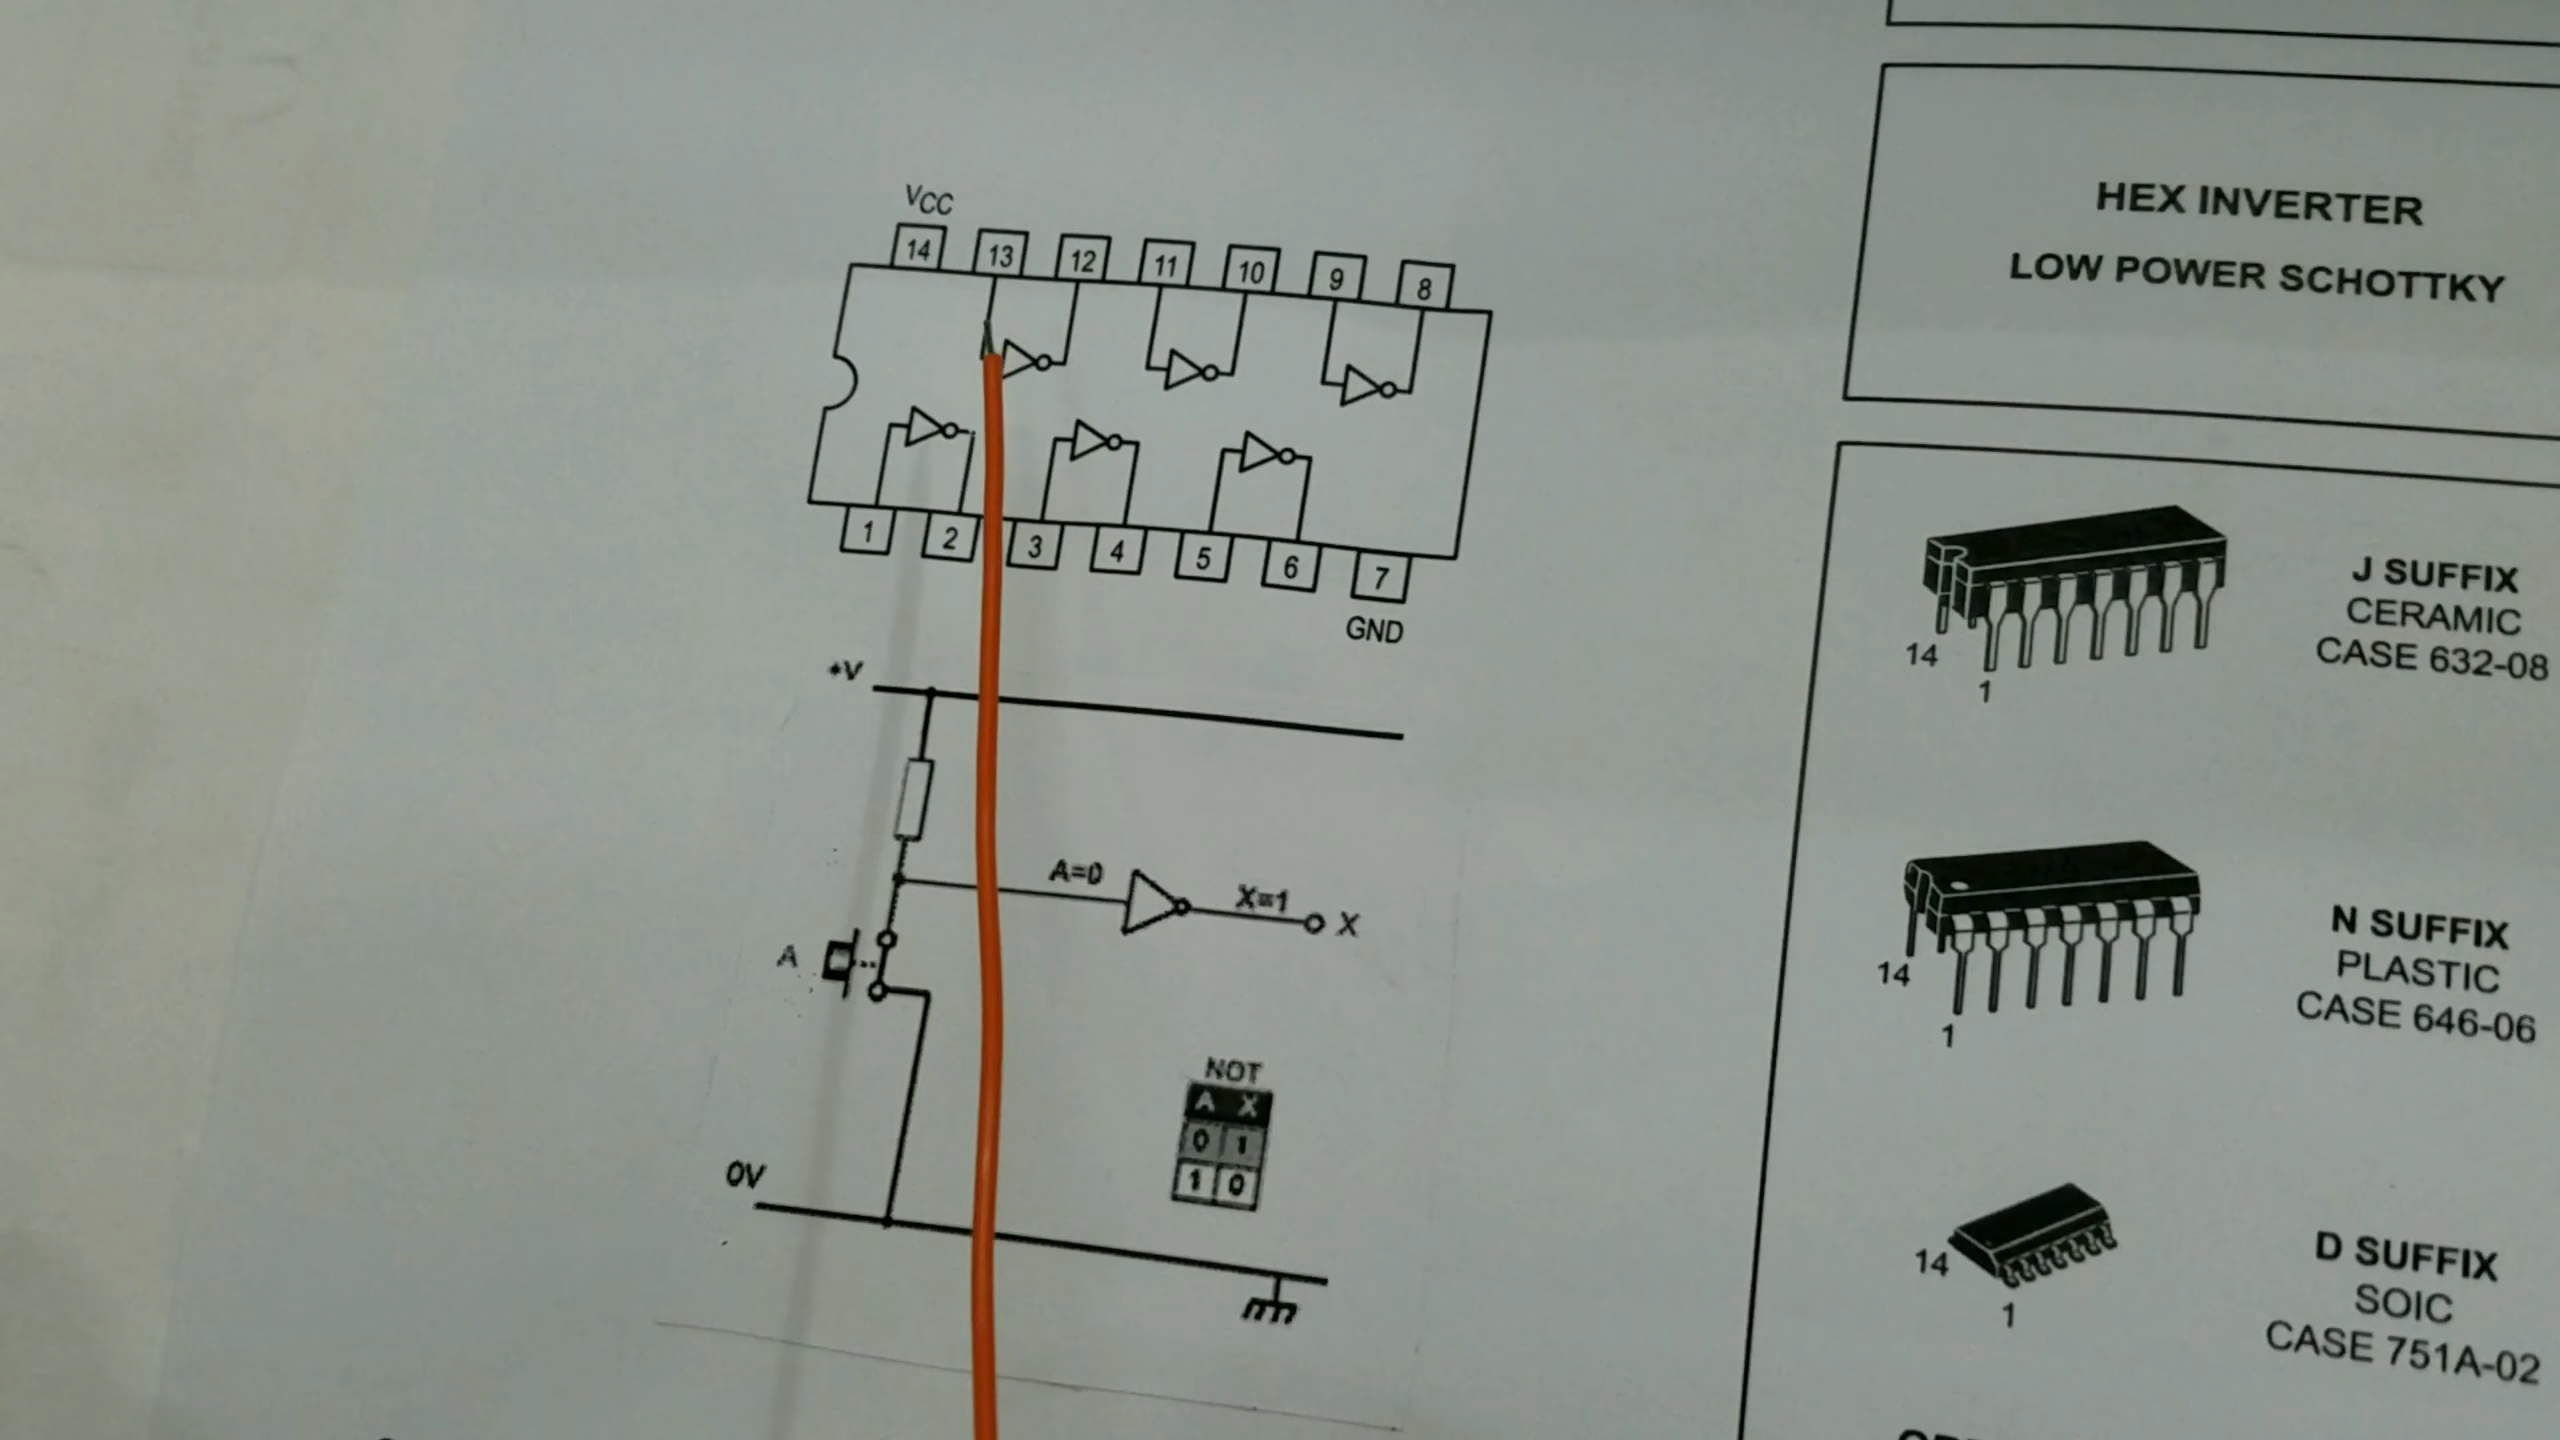 VCC
14 13 12 11 10 9 8
1 2 3 4 5 6 7
GND
+V
A=0
X=1
X
A
NOT
A X
0 1
1 0
0V
HEX INVERTER
LOW POWER SCHOTTKY
J SUFFIX
CERAMIC
CASE 632-08
14
1
N SUFFIX
PLASTIC
CASE 646-06
14
1
D SUFFIX
SOIC
CASE 751A-02
14
1